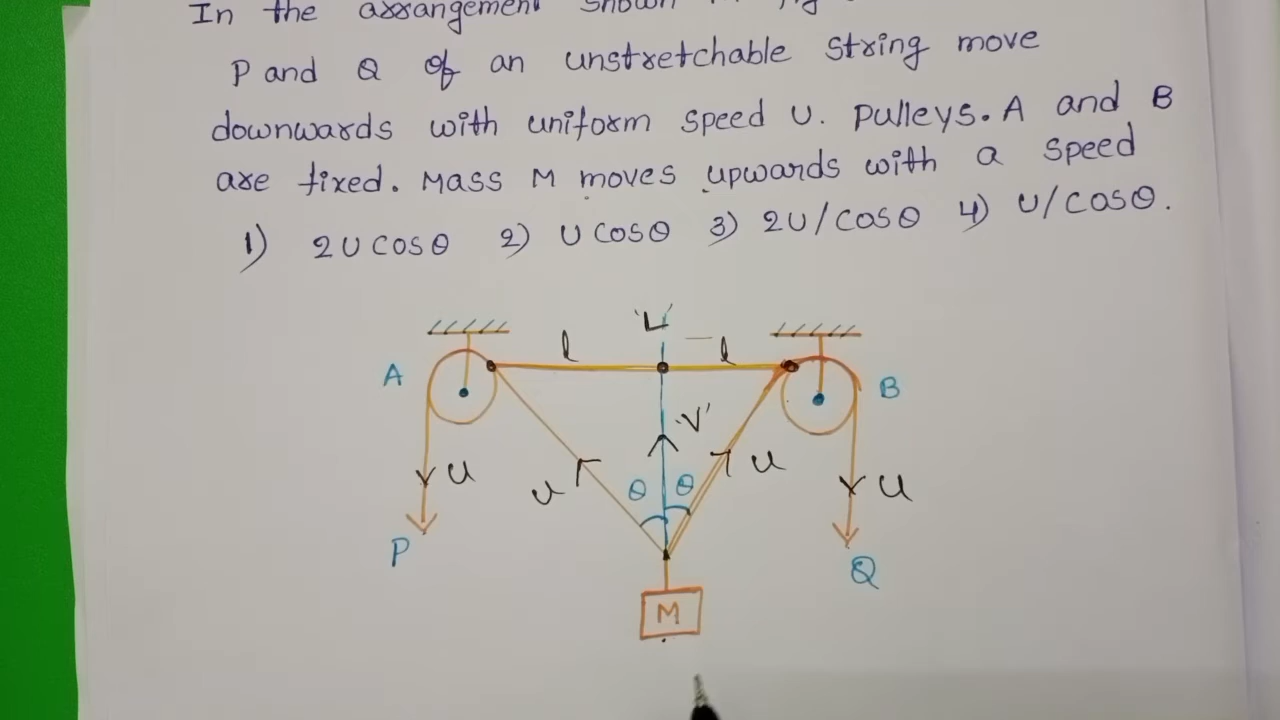 In the arrangement shown
P and Q of an unstretchable string move
downwards with uniform speed U. Pulleys. A and B
are fixed. Mass M moves upwards with a speed
1) 2U cosθ 2) U cosθ 3) 2U/cosθ 4) U/cosθ.
'L'
l l
A B
'V'
U U
θ θ
U U
P Q
M